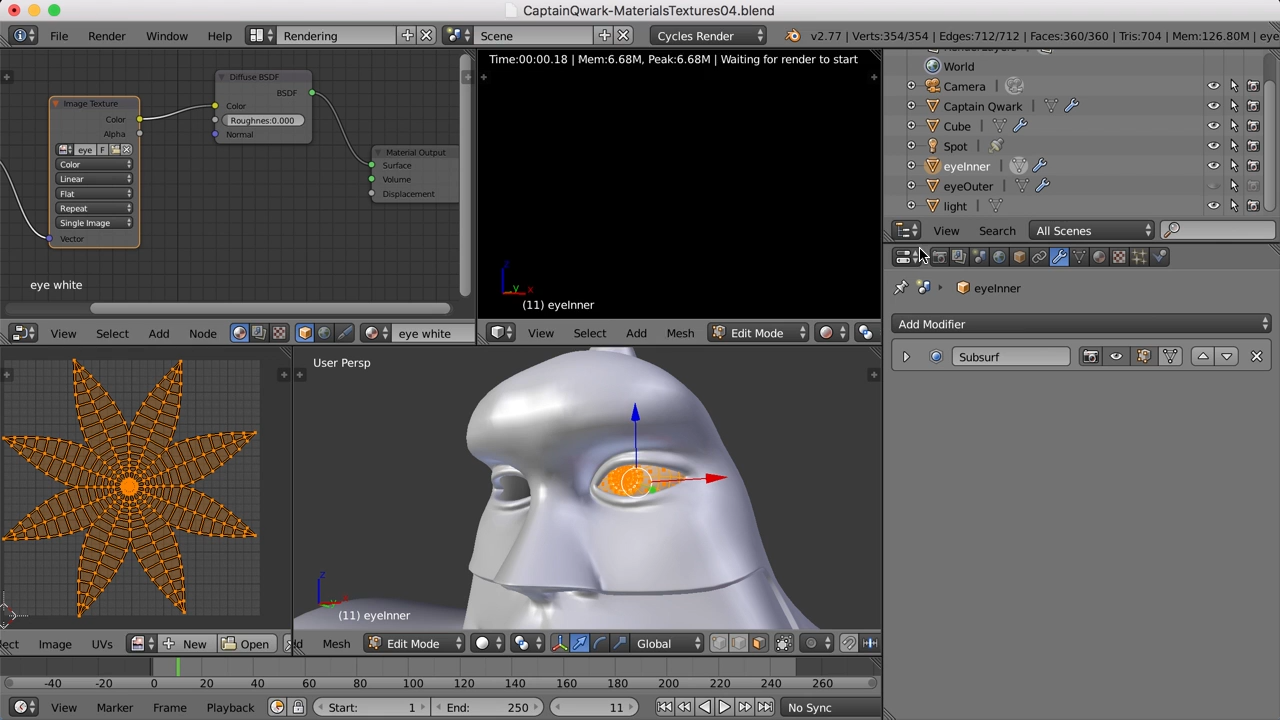 CaptainQwark-MaterialsTextures04.blend
File Render Window Help Rendering Scene Cycles Render v2.77 | Verts:354/354 | Edges:712/712 | Faces:360/360 | Tris:704 | Mem:126.80M | eye
Image Texture
Color
Alpha
eye F
Color
Linear
Flat
Repeat
Single Image
Vector
Diffuse BSDF
BSDF
Color
Roughnes:0.000
Normal
Material Output
Surface
Volume
Displacement
eye white
View Select Add Node eye white
Time:00:00.18 | Mem:6.68M, Peak:6.68M | Waiting for render to start
z
y x
(11) eyeInner
View Select Add Mesh Edit Mode
World
Camera
Captain Qwark
Cube
Spot
eyeInner
eyeOuter
light
View Search All Scenes
eyeInner
Add Modifier
Subsurf
ect Image UVs New Open
User Persp
Z
(11) eyeInner
Mesh Edit Mode Global
-40 -20 0 20 40 60 80 100 120 140 160 180 200 220 240 260
View Marker Frame Playback Start: 1 End: 250 11 No Sync